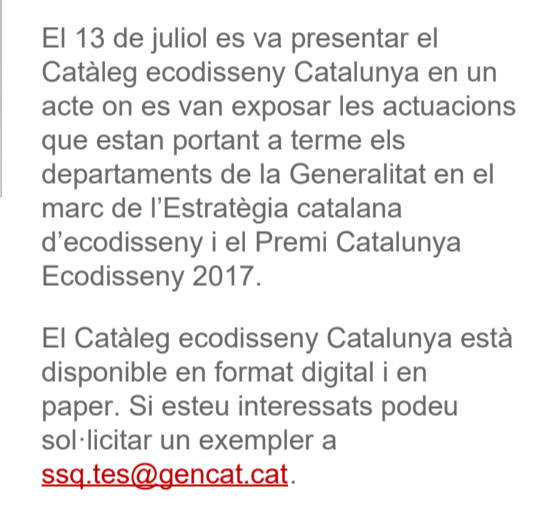 El 13 de juliol es va presentar el
Catàleg ecodisseny Catalunya en un
acte on es van exposar les actuacions
que estan portant a terme els
departaments de la Generalitat en el
marc de l'Estratègia catalana
d'ecodisseny i el Premi Catalunya
Ecodisseny 2017.
El Catàleg ecodisseny Catalunya està
disponible en format digital i en
paper. Si esteu interessats podeu
sol·licitar un exempler a
ssq.tes@gencat.cat.